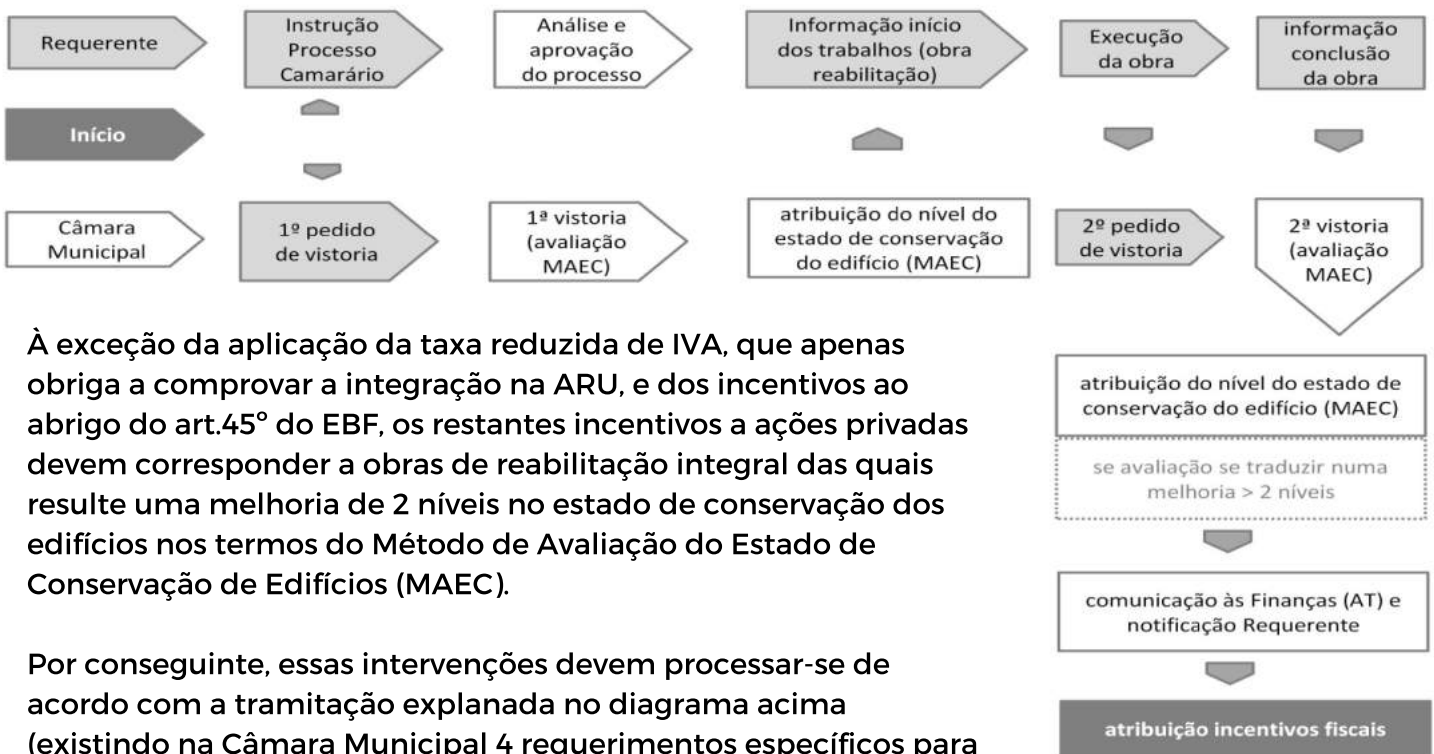 Requerente
Instrução
Processo
Camarário
Análise e
aprovação
do processo
Informação início
dos trabalhos (obra
reabilitação)
Execução
da obra
informação
conclusão
da obra
Início
Câmara
Municipal
1º pedido
de vistoria
1ª vistoria
(avaliação
MAEC)
atribuição do nível do
estado de conservação
do edifício (MAEC)
2º pedido
de vistoria
2ª vistoria
(avaliação
MAEC)
atribuição do nível do estado de
conservação do edifício (MAEC)
se avaliação se traduzir numa
melhoria > 2 níveis
comunicação às Finanças (AT) e
notificação Requerente
atribuição incentivos fiscais
À exceção da aplicação da taxa reduzida de IVA, que apenas
obriga a comprovar a integração na ARU, e dos incentivos ao
abrigo do art.45º do EBF, os restantes incentivos a ações privadas
devem corresponder a obras de reabilitação integral das quais
resulte uma melhoria de 2 níveis no estado de conservação dos
edifícios nos termos do Método de Avaliação do Estado de
Conservação de Edifícios (MAEC).
Por conseguinte, essas intervenções devem processar-se de
acordo com a tramitação explanada no diagrama acima
(existindo na Câmara Municipal 4 requerimentos específicos para